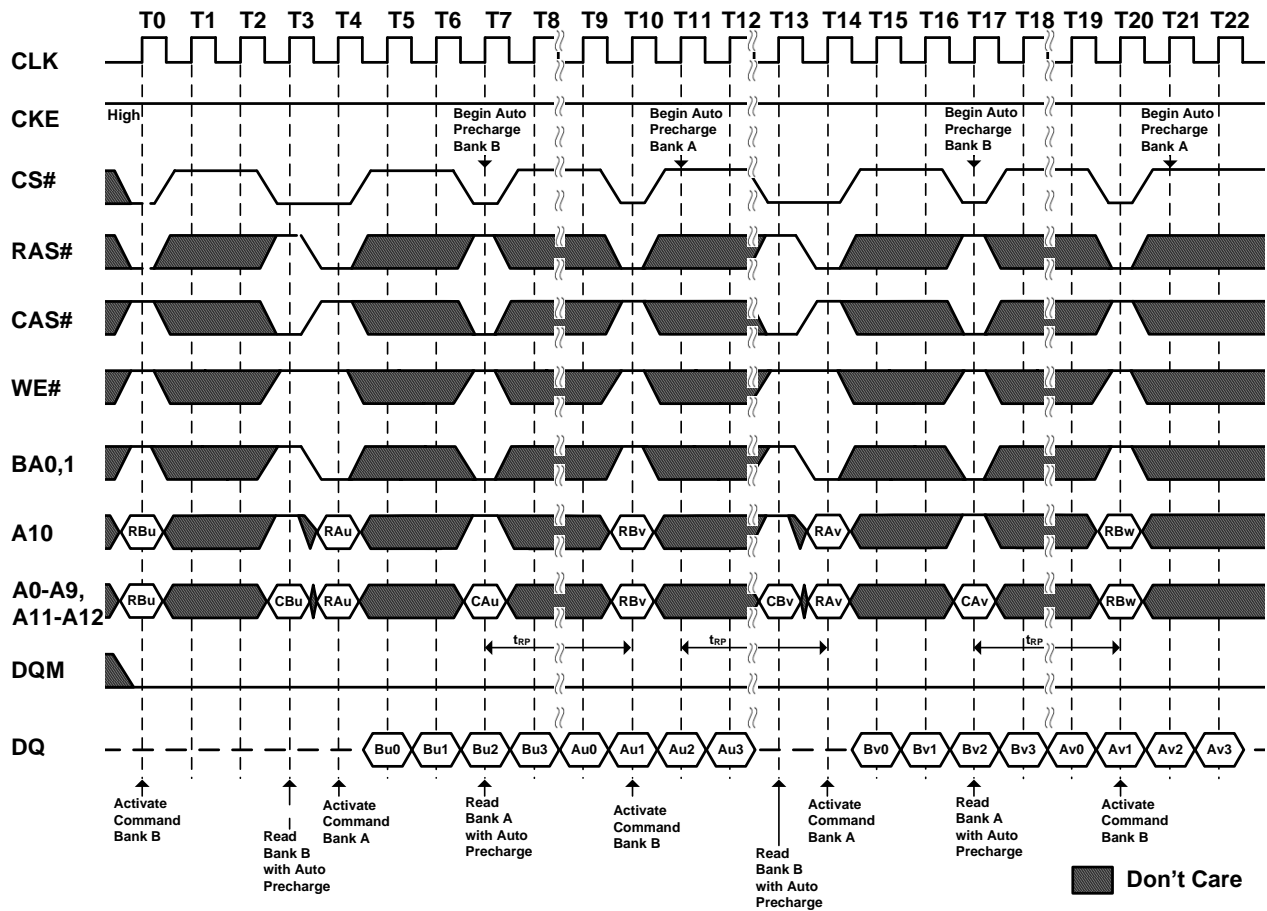 T0 T1 T2 T3 T4 T5 T6 T7 T8 T9 T10 T11 T12 T13 T14 T15 T16 T17 T18 T19 T20 T21 T22
CLK
CKE
High
Begin Auto
Precharge
Bank B
Begin Auto
Precharge
Bank A
Begin Auto
Precharge
Bank B
Begin Auto
Precharge
Bank A
CS#
RAS#
CAS#
WE#
BA0,1
A10
RBu RAu RBv RAv RBw
A0-A9,
A11-A12
RBu CBu RAu CAu RBv CBv RAv CAv RBw
tRP tRP tRP
DQM
DQ
Bu0 Bu1 Bu2 Bu3 Au0 Au1 Au2 Au3 Bv0 Bv1 Bv2 Bv3 Av0 Av1 Av2 Av3
Activate
Command
Bank B
Read
Bank B
with Auto
Precharge
Activate
Command
Bank A
Read
Bank A
with Auto
Precharge
Activate
Command
Bank B
Read
Bank B
with Auto
Precharge
Activate
Command
Bank A
Read
Bank A
with Auto
Precharge
Activate
Command
Bank B
Don't Care